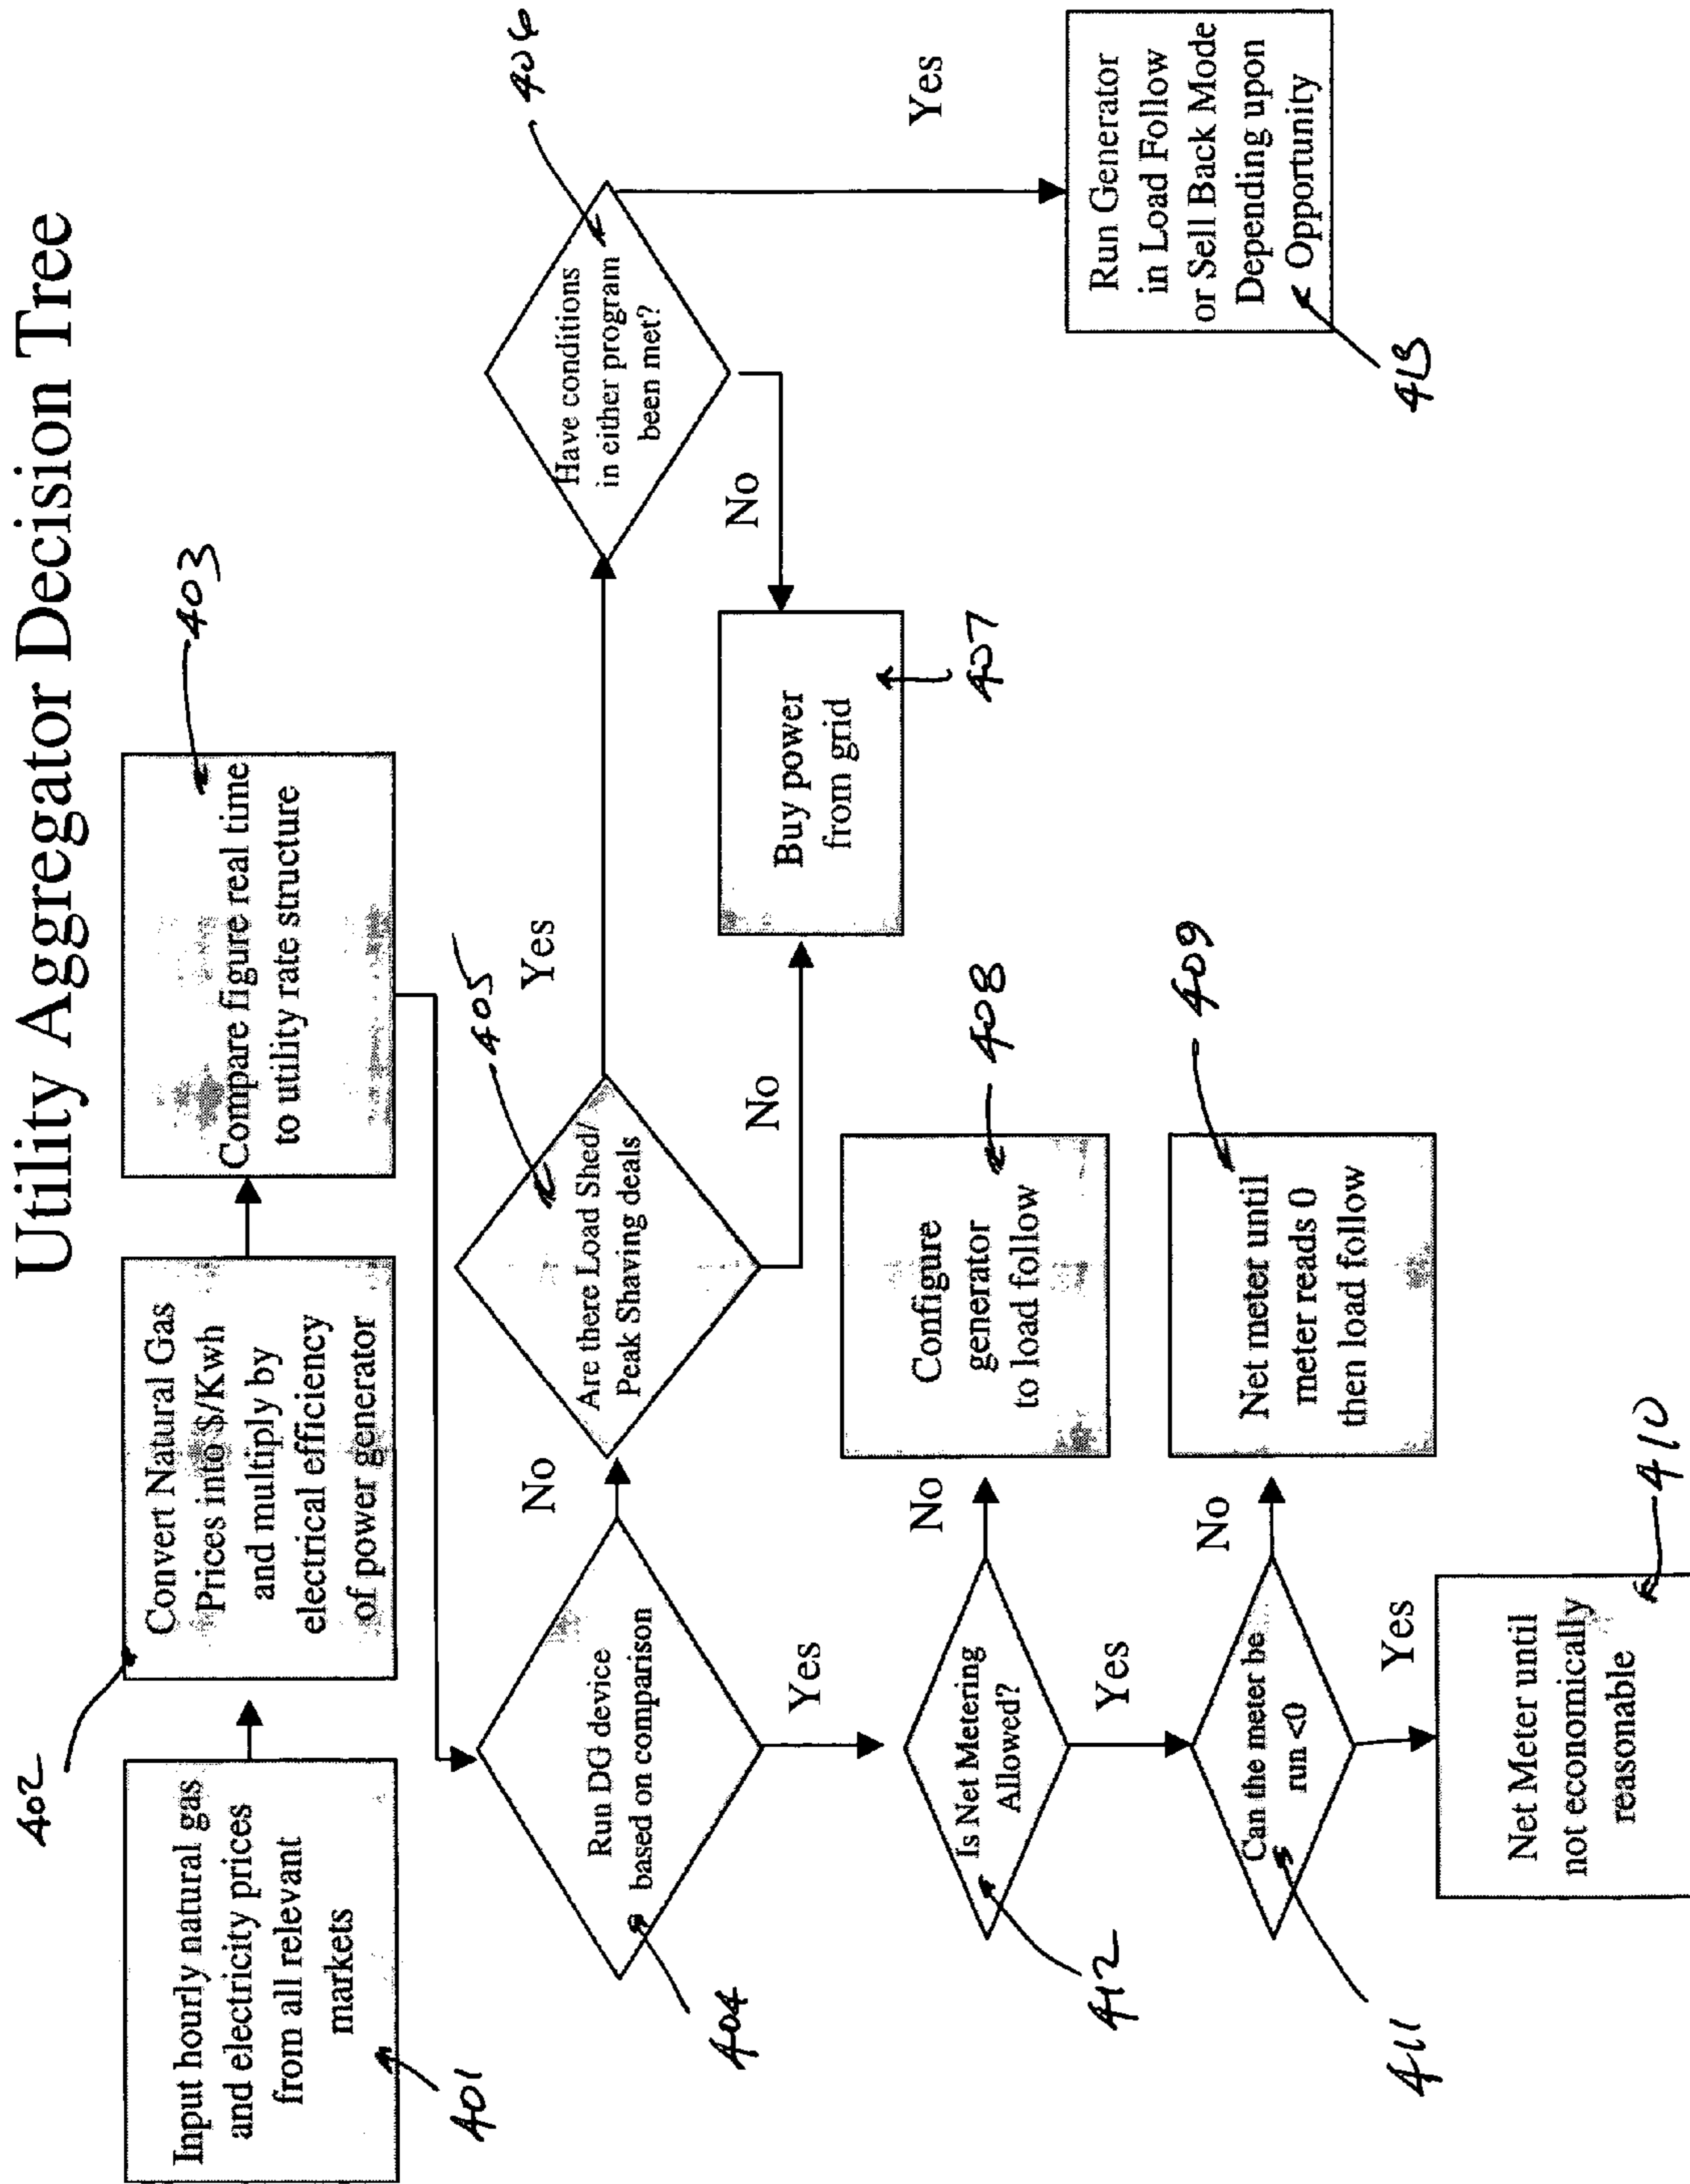 Utility Aggregator Decision Tree
402
Input hourly natural gas
and electricity prices
from all relevant
markets
401
Convert Natural Gas
Prices into $/Kwh
and multiply by
electrical efficiency
of power generator
Compare figure real time
to utility rate structure
403
Run DG device
based on comparison
404
No
Yes
Are there Load Shed/
Peak Shaving deals
405
Yes
No
Have conditions
in either program
been met?
406
No
Yes
Buy power
from grid
407
Run Generator
in Load Follow
or Sell Back Mode
Depending upon
Opportunity
413
Is Net Metering
Allowed?
412
No
Yes
Configure
generator
to load follow
408
Can the meter be
run <0
411
No
Yes
Net meter until
meter reads 0
then load follow
409
Net Meter until
not economically
reasonable
410